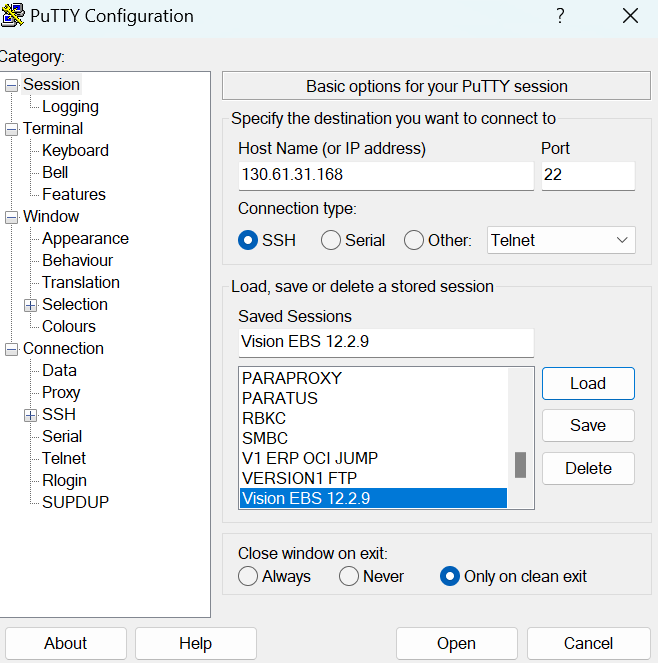 PuTTY Configuration
?
Category:
Session
Logging
Terminal
Keyboard
Bell
Features
Window
Appearance
Behaviour
Translation
Selection
Colours
Connection
Data
Proxy
SSH
Serial
Telnet
Rlogin
SUPDUP
Basic options for your PuTTY session
Specify the destination you want to connect to
Host Name (or IP address) Port
130.61.31.168 22
Connection type:
SSH Serial Other: Telnet
Load, save or delete a stored session
Saved Sessions
Vision EBS 12.2.9
PARAPROXY
PARATUS
RBKC
SMBC
V1 ERP OCI JUMP
VERSION1 FTP
Vision EBS 12.2.9
Load
Save
Delete
Close window on exit:
Always Never Only on clean exit
About Help Open Cancel